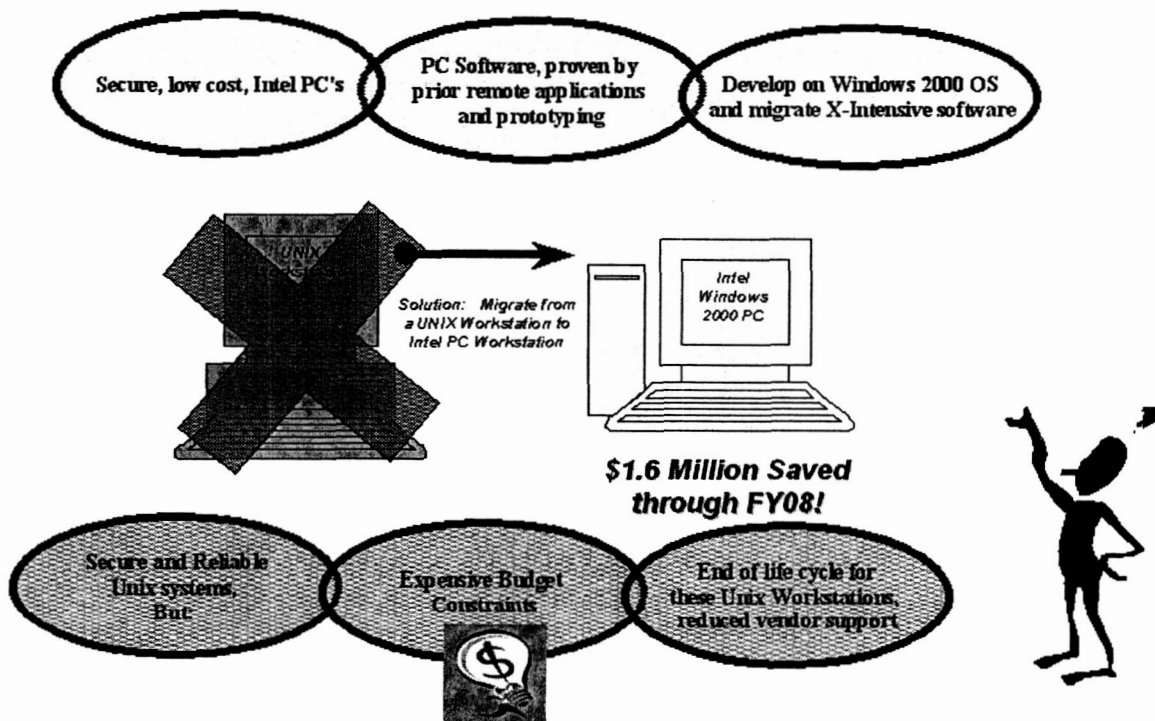 Secure, low cost, Intel PC's
PC Software, proven by
prior remote applications
and prototyping
Develop on Windows 2000 OS
and migrate X-Intensive software
UNIX
Solution: Migrate from
a UNIX Workstation to
Intel PC Workstation
Intel
Windows
2000 PC
$1.6 Million Saved
through FY08!
Secure and Reliable
Unix systems,
But:
Expensive Budget
Constraints
End of life cycle for
these Unix Workstations,
reduced vendor support
$